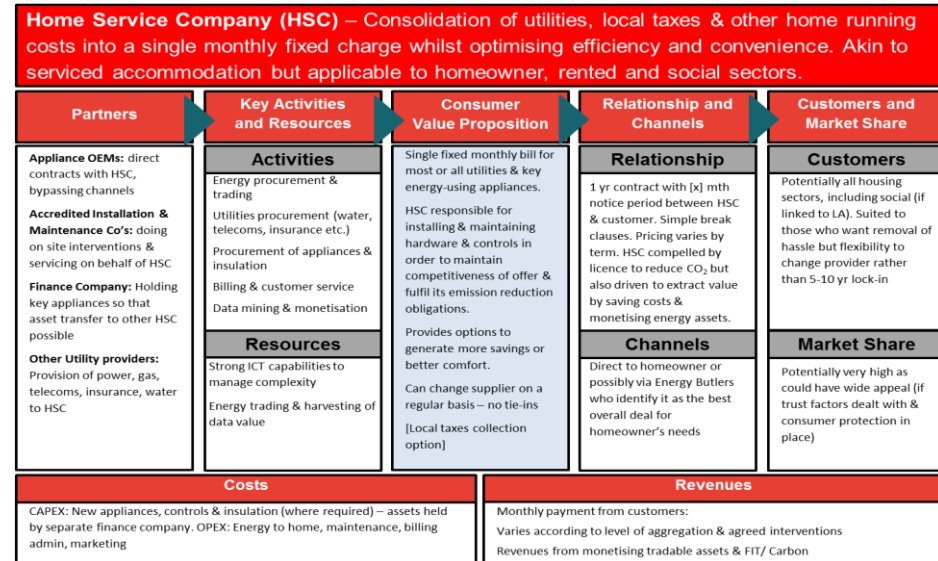 Home Service Company (HSC) – Consolidation of utilities, local taxes & other home running
costs into a single monthly fixed charge whilst optimising efficiency and convenience. Akin to
serviced accommodation but applicable to homeowner, rented and social sectors.
Partners
Appliance OEMs: direct
contracts with HSC,
bypassing channels
Accredited Installation &
Maintenance Co's: doing
on site interventions &
servicing on behalf of HSC
Finance Company: Holding
key appliances so that
asset transfer to other HSC
possible
Other Utility providers:
Provision of power, gas,
telecoms, insurance, water
to HSC
Key Activities
and Resources
Activities
Energy procurement &
trading
Utilities procurement (water,
telecoms, insurance etc.)
Procurement of appliances &
insulation
Billing & customer service
Data mining & monetisation
Resources
Strong ICT capabilities to
manage complexity
Energy trading & harvesting of
data value
Consumer
Value Proposition
Single fixed monthly bill for
most or all utilities & key
energy-using appliances.
HSC responsible for
installing & maintaining
hardware & controls in
order to maintain
competitiveness of offer &
fulfil its emission reduction
obligations.
Provides options to
generate more savings or
better comfort.
Can change supplier on a
regular basis – no tie-ins
[Local taxes collection
option]
Relationship and
Channels
Relationship
1 yr contract with [x] mth
notice period between HSC
& customer. Simple break
clauses. Pricing varies by
term. HSC compelled by
licence to reduce CO₂ but
also driven to extract value
by saving costs &
monetising energy assets.
Channels
Direct to homeowner or
possibly via Energy Butlers
who identify it as the best
overall deal for
homeowner's needs
Customers and
Market Share
Customers
Potentially all housing
sectors, including social (if
linked to LA). Suited to
those who want removal of
hassle but flexibility to
change provider rather
than 5-10 yr lock-in
Market Share
Potentially very high as
could have wide appeal (if
trust factors dealt with &
consumer protection in
place)
Costs
CAPEX: New appliances, controls & insulation (where required) – assets held
by separate finance company. OPEX: Energy to home, maintenance, billing
admin, marketing
Revenues
Monthly payment from customers:
Varies according to level of aggregation & agreed interventions
Revenues from monetising tradable assets & FIT/ Carbon